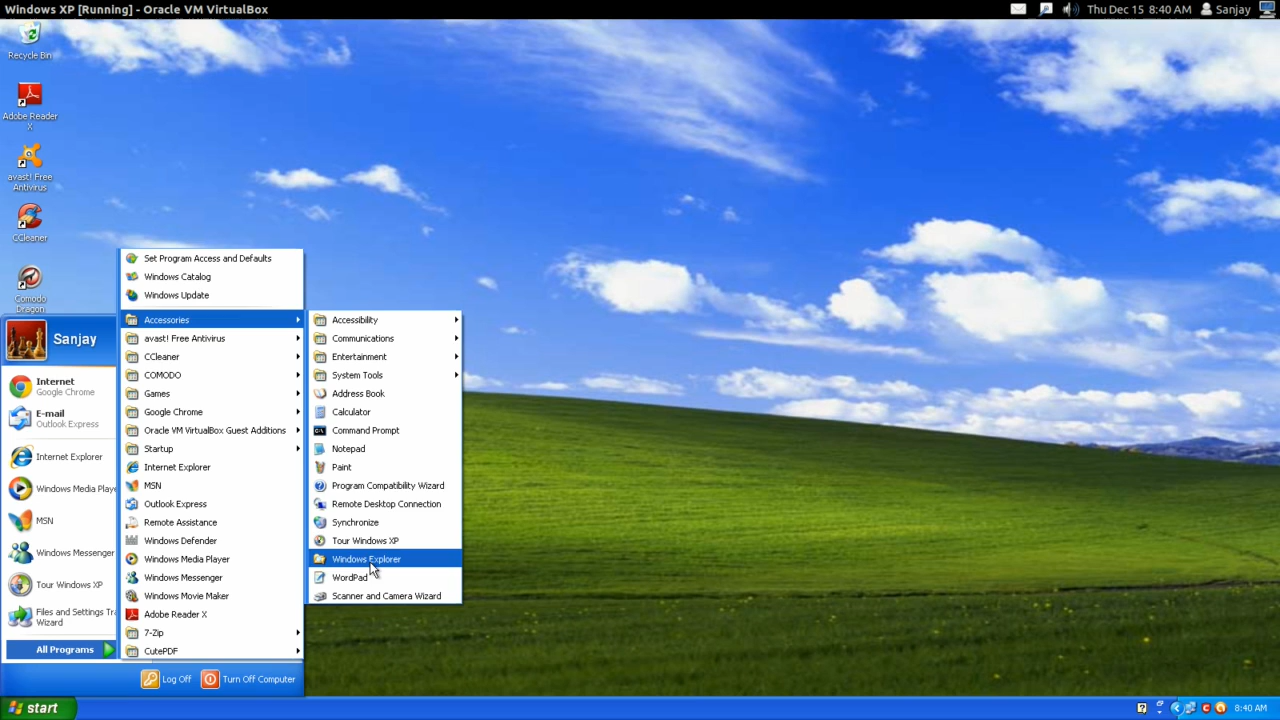 Windows XP [Running] - Oracle VM VirtualBox
Thu Dec 15 8:40 AM Sanjay
Recycle Bin
Adobe Reader
X
avast! Free
Antivirus
CCleaner
Comodo
Dragon
Sanjay
Internet
Google Chrome
E-mail
Outlook Express
Internet Explorer
Windows Media Playe
MSN
Windows Messenger
Tour Windows XP
Files and Settings Tra
Wizard
All Programs
Log Off
Turn Off Computer
Set Program Access and Defaults
Windows Catalog
Windows Update
Accessories
avast! Free Antivirus
CCleaner
COMODO
Games
Google Chrome
Oracle VM VirtualBox Guest Additions
Startup
Internet Explorer
MSN
Outlook Express
Remote Assistance
Windows Defender
Windows Media Player
Windows Messenger
Windows Movie Maker
Adobe Reader X
7-Zip
CutePDF
Accessibility
Communications
Entertainment
System Tools
Address Book
Calculator
Command Prompt
Notepad
Paint
Program Compatibility Wizard
Remote Desktop Connection
Synchronize
Tour Windows XP
Windows Explorer
WordPad
Scanner and Camera Wizard
start
8:40 AM